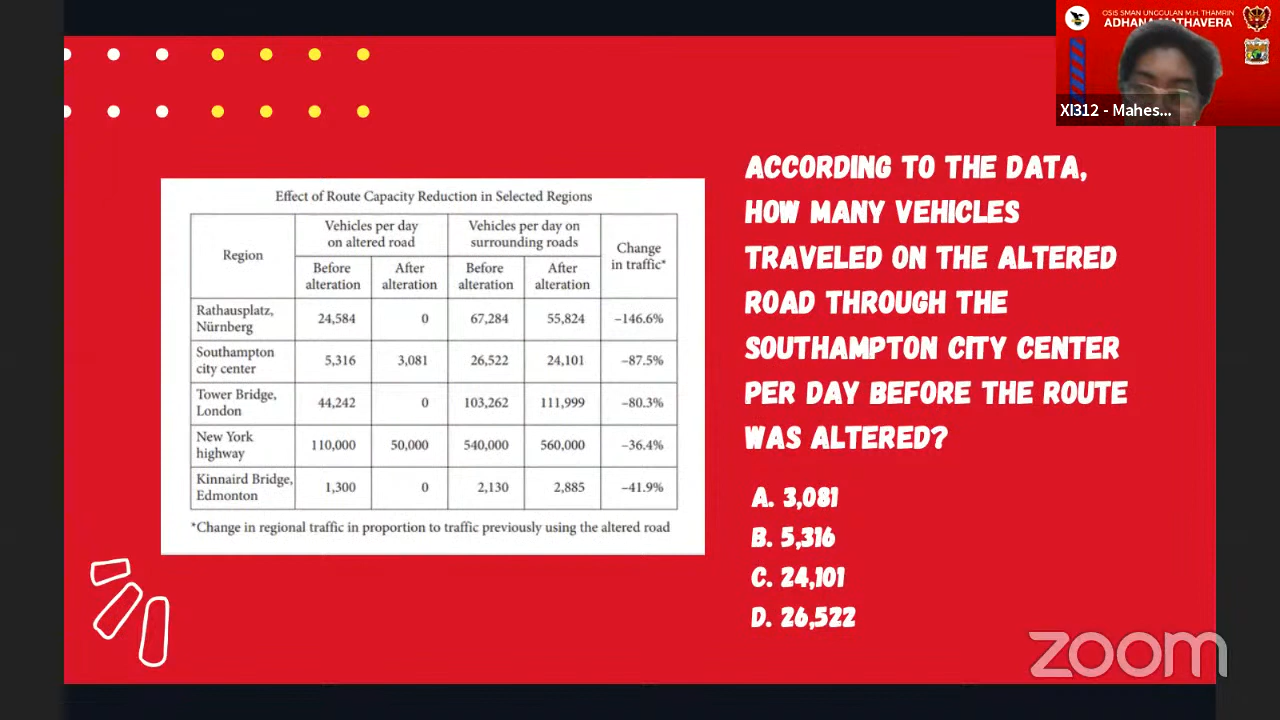 OSIS SMAN UNGGULAN M.H. THAMRIN
ADHANA MATHAVERA
XI312 - Mahes...
Effect of Route Capacity Reduction in Selected Regions
Region
Vehicles per day
on altered road
Vehicles per day on
surrounding roads
Change
in traffic*
Before
alteration
After
alteration
Before
alteration
After
alteration
Rathausplatz,
Nürnberg
24,584
0
67,284
55,824
–146.6%
Southampton
city center
5,316
3,081
26,522
24,101
–87.5%
Tower Bridge,
London
44,242
0
103,262
111,999
–80.3%
New York
highway
110,000
50,000
540,000
560,000
–36.4%
Kinnaird Bridge,
Edmonton
1,300
0
2,130
2,885
–41.9%
*Change in regional traffic in proportion to traffic previously using the altered road
ACCORDING TO THE DATA,
HOW MANY VEHICLES
TRAVELED ON THE ALTERED
ROAD THROUGH THE
SOUTHAMPTON CITY CENTER
PER DAY BEFORE THE ROUTE
WAS ALTERED?
A. 3,081
B. 5,316
C. 24,101
D. 26,522
zoom